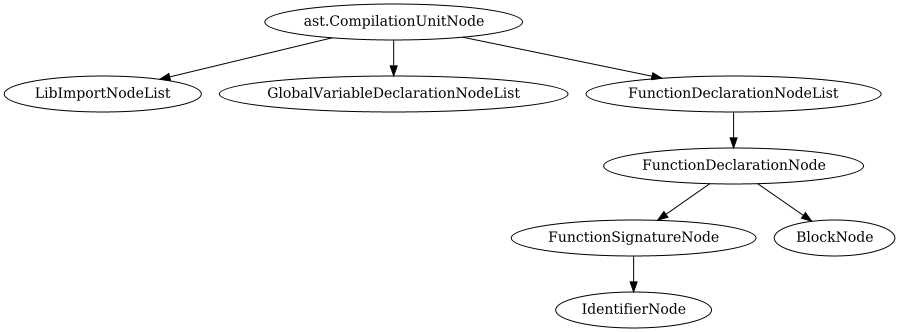 ast.CompilationUnitNode
LibImportNodeList
GlobalVariableDeclarationNodeList
FunctionDeclarationNodeList
FunctionDeclarationNode
FunctionSignatureNode
BlockNode
IdentifierNode